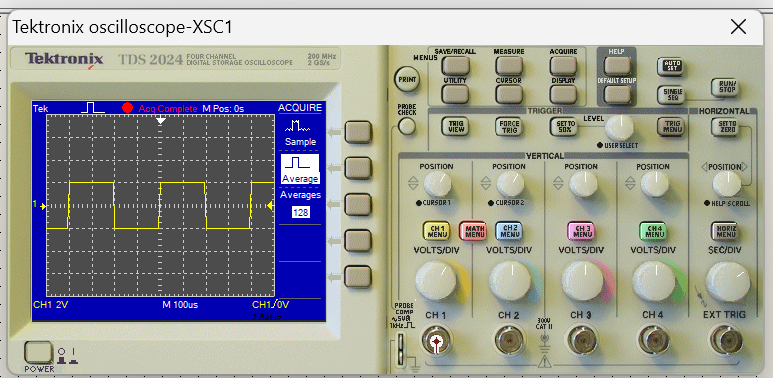 Tektronix oscilloscope-XSC1
Tektronix TDS 2024 FOUR CHANNEL DIGITAL STORAGE OSCILLOSCOPE 200 MHz 2 GS/s
Tek Acq Complete M Pos: 0s ACQUIRE
Sample
Average
Averages
128
1
CH1 2V M 100us CH1 0V
POWER
MENUS
SAVE/RECALL MEASURE ACQUIRE HELP
UTILITY CURSOR DISPLAY DEFAULT SETUP
PRINT
AUTO SET
SINGLE SEQ
RUN/STOP
PROBE CHECK
TRIGGER
TRIG VIEW
FORCE TRIG
SET TO 50%
LEVEL
USER SELECT
TRIG MENU
HORIZONTAL
SET TO ZERO
VERTICAL
POSITION POSITION POSITION POSITION POSITION
CURSOR 1 CURSOR 2 HELP SCROLL
CH 1 MENU
MATH MENU
CH 2 MENU
CH 3 MENU
CH 4 MENU
HORIZ MENU
VOLTS/DIV VOLTS/DIV VOLTS/DIV VOLTS/DIV SEC/DIV
PROBE COMP
~5V
1kHz
CH 1 CH 2 CH 3 CH 4 EXT TRIG
300V CAT II